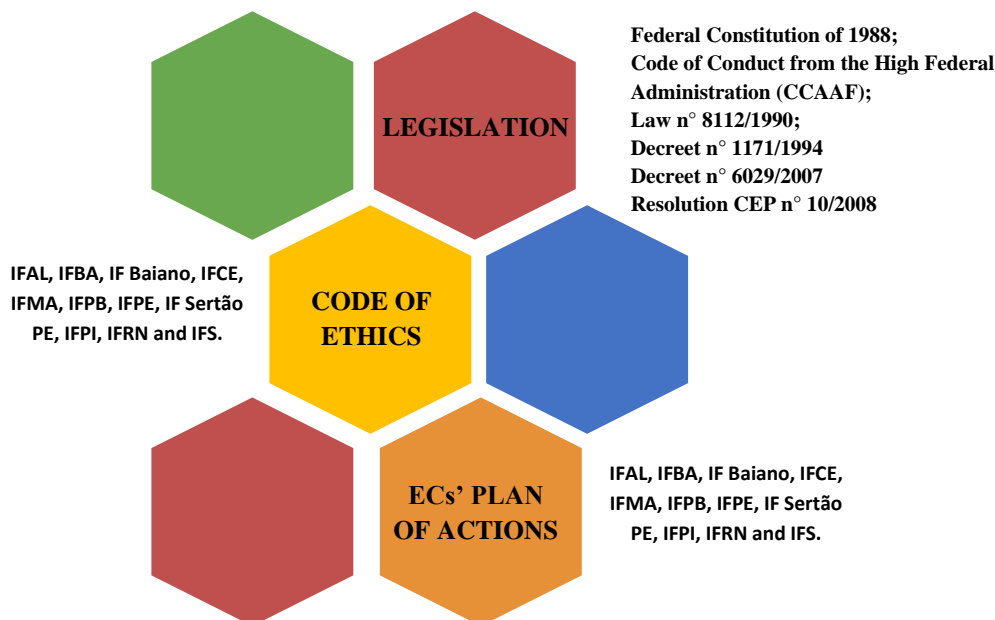 LEGISLATION
Federal Constitution of 1988;
Code of Conduct from the High Federal
Administration (CCAAF);
Law n° 8112/1990;
Decreet n° 1171/1994
Decreet n° 6029/2007
Resolution CEP n° 10/2008
IFAL, IFBA, IF Baiano, IFCE,
IFMA, IFPB, IFPE, IF Sertão
PE, IFPI, IFRN and IFS.
CODE OF
ETHICS
ECs’ PLAN
OF ACTIONS
IFAL, IFBA, IF Baiano, IFCE,
IFMA, IFPB, IFPE, IF Sertão
PE, IFPI, IFRN and IFS.